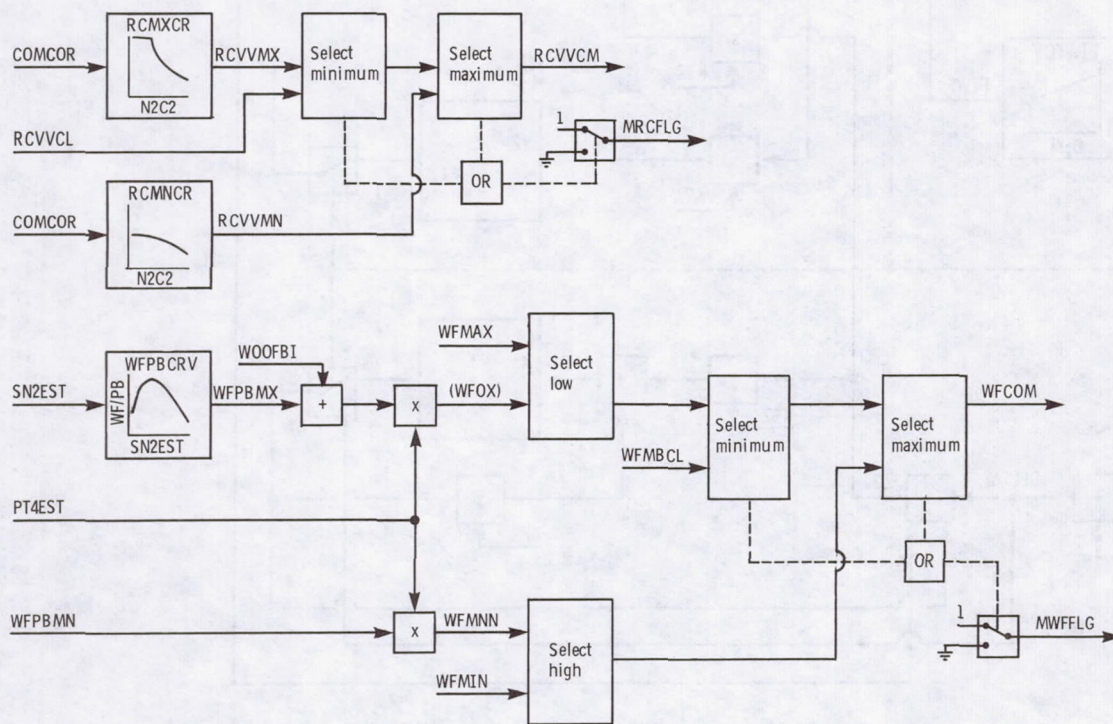 RCMXCR
COMCOR
N2C2
RCVVMX
Select
minimum
Select
maximum
RCVVCM
RCVVCL
1
MRCFLG
OR
RCMNCR
COMCOR
N2C2
RCVVMN
WFMAX
Select
low
WOOFBI
WFPBCRV
SN2EST
WF/PB
SN2EST
WFPBMX
x
(WFOX)
Select
minimum
Select
maximum
WFCOM
WFMBCL
PT4EST
OR
WFPBMN
x
WFMNN
Select
high
WFMIN
1
MWFFLG